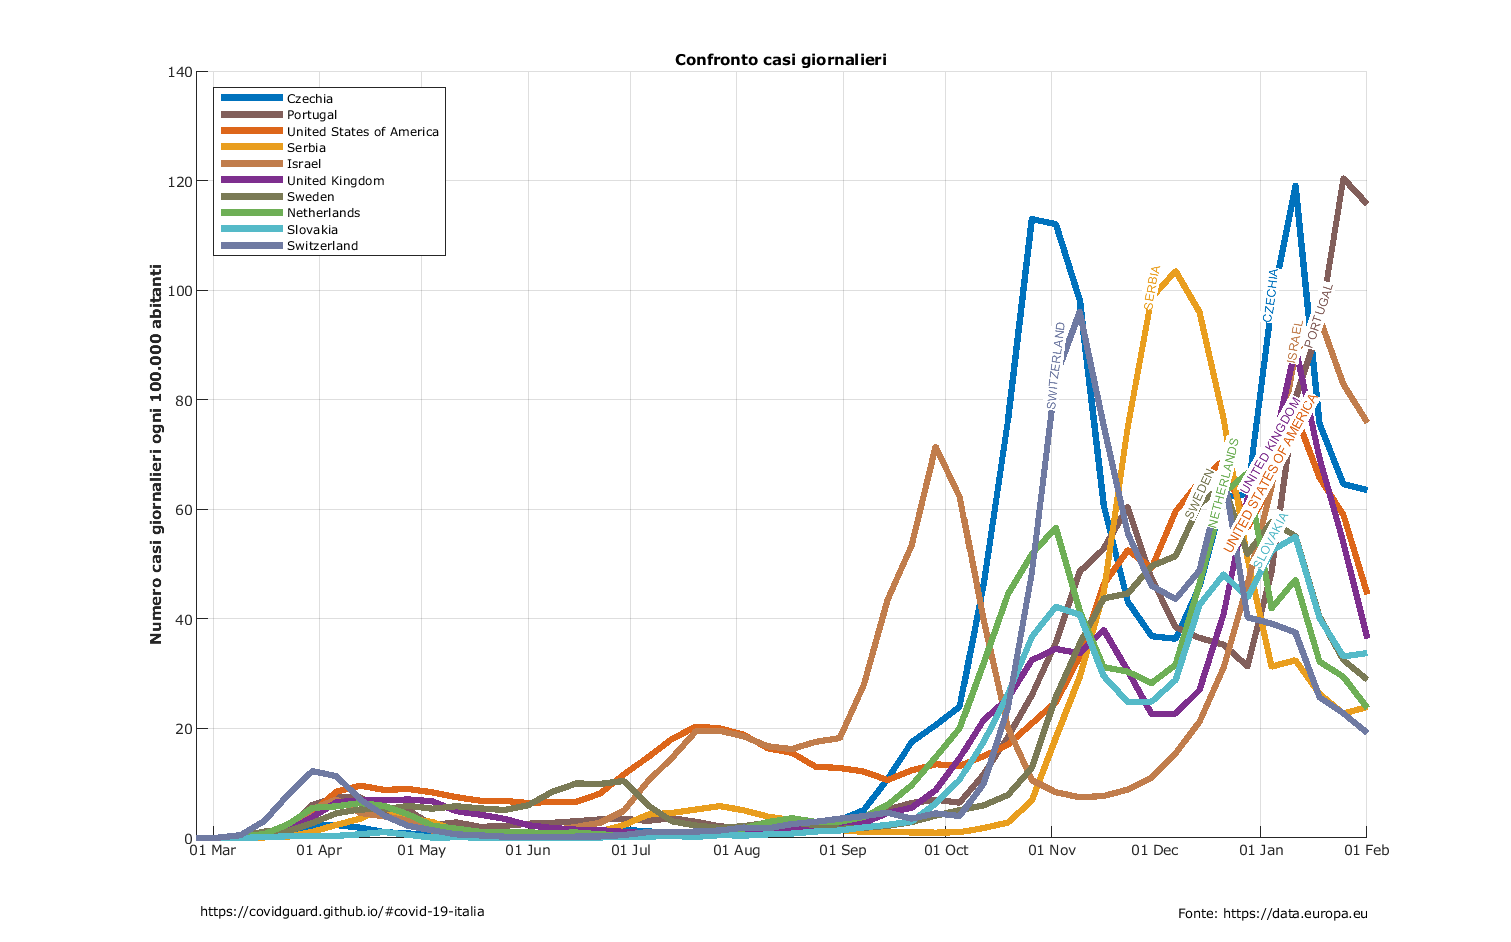 Confronto casi giornalieri
Numero casi giornalieri ogni 100.000 abitanti
140
120
100
80
60
40
20
0
Czechia
Portugal
United States of America
Serbia
Israel
United Kingdom
Sweden
Netherlands
Slovakia
Switzerland
SWITZERLAND
SERBIA
SWEDEN
NETHERLANDS
UNITED KINGDOM
UNITED STATES OF AMERICA
SLOVAKIA
CZECHIA
ISRAEL
PORTUGAL
01 Mar 01 Apr 01 May 01 Jun 01 Jul 01 Aug 01 Sep 01 Oct 01 Nov 01 Dec 01 Jan 01 Feb
https://covidguard.github.io/#covid-19-italia
Fonte: https://data.europa.eu